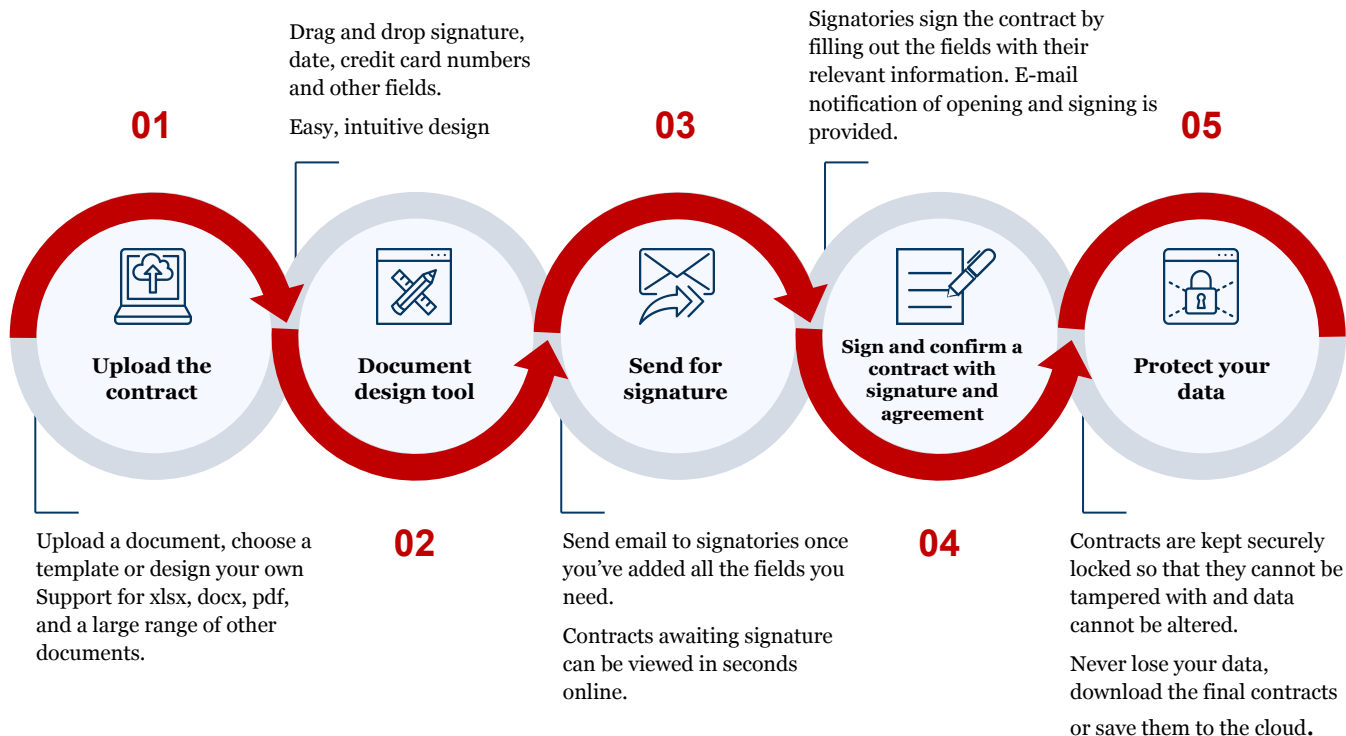 01
Upload the
contract
Upload a document, choose a
template or design your own
Support for xlsx, docx, pdf,
and a large range of other
documents.
Drag and drop signature,
date, credit card numbers
and other fields.
Easy, intuitive design
Document
design tool
02
03
Send for
signature
Send email to signatories once
you’ve added all the fields you
need.
Contracts awaiting signature
can be viewed in seconds
online.
Signatories sign the contract by
filling out the fields with their
relevant information. E-mail
notification of opening and signing is
provided.
Sign and confirm a
contract with
signature and
agreement
04
05
Protect your
data
Contracts are kept securely
locked so that they cannot be
tampered with and data
cannot be altered.
Never lose your data,
download the final contracts
or save them to the cloud.